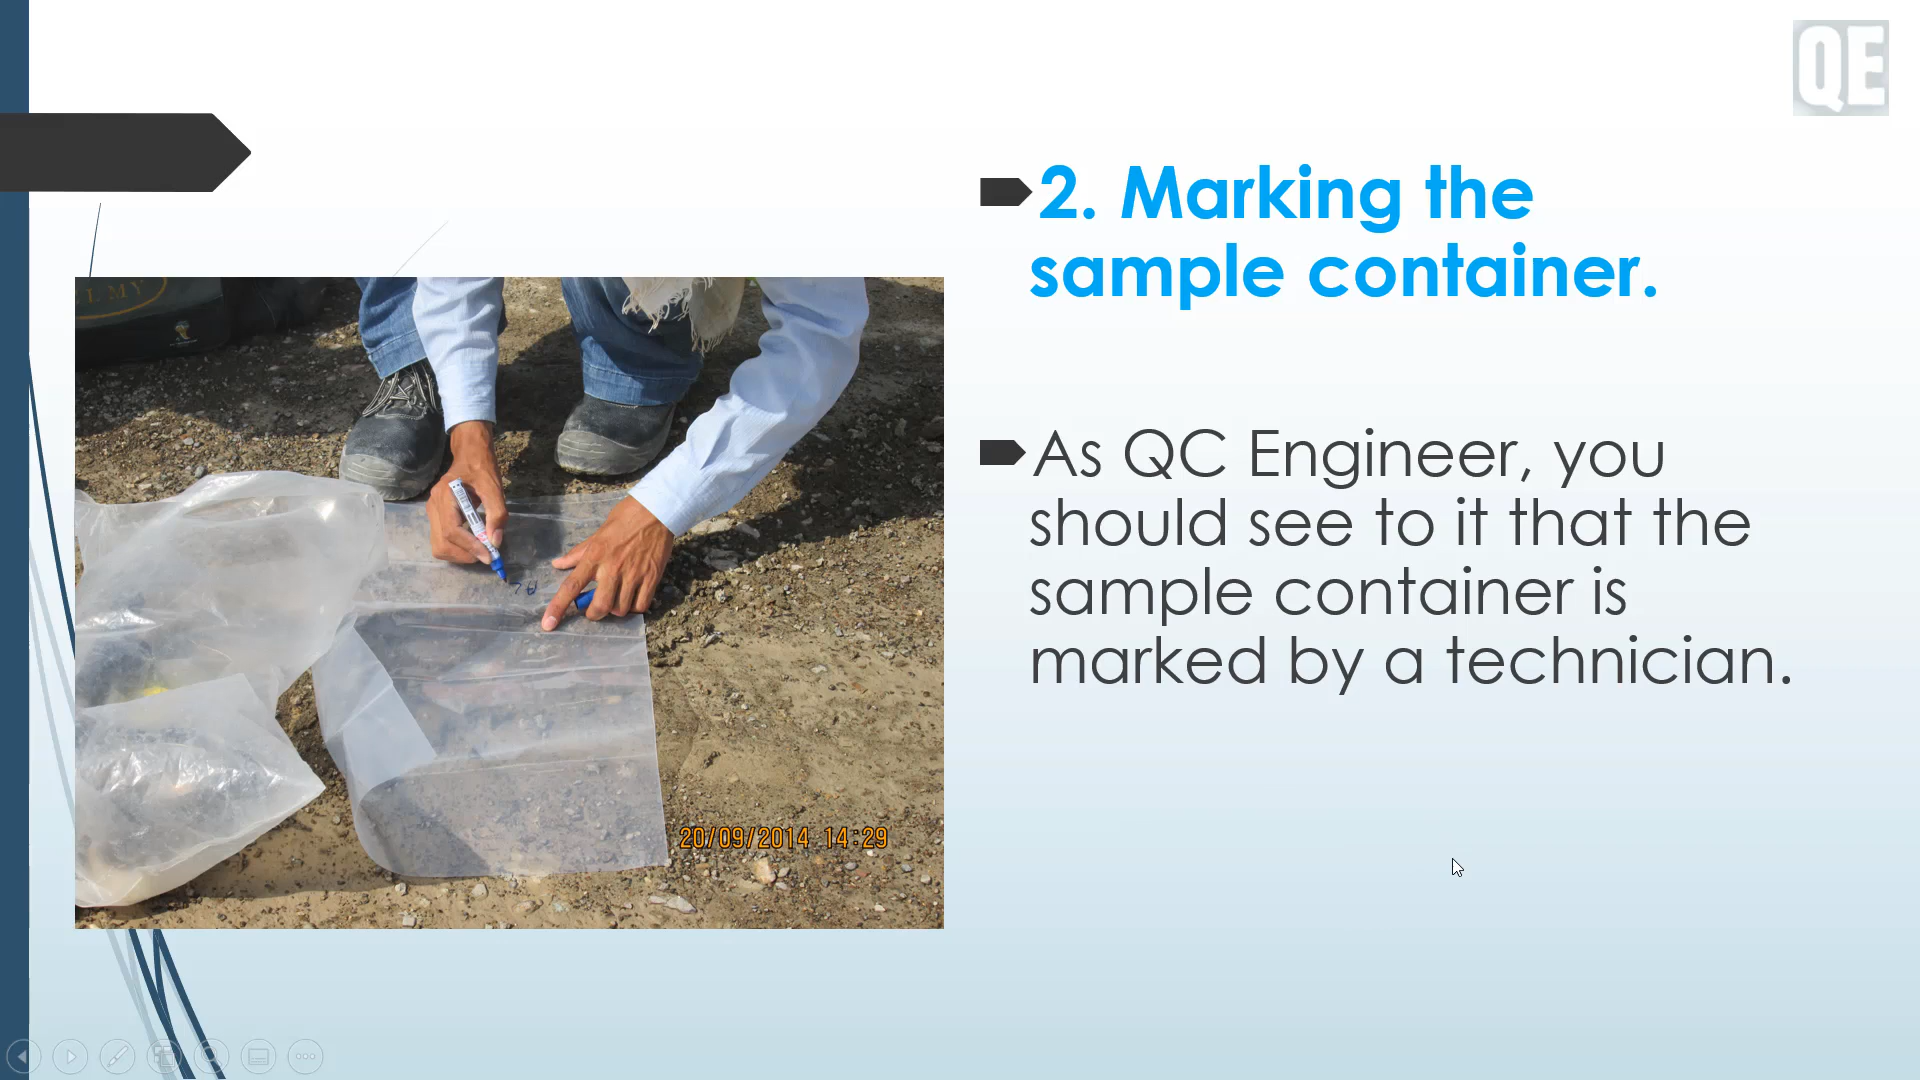 QE
2. Marking the
sample container.
As QC Engineer, you
should see to it that the
sample container is
marked by a technician.
20/09/2014 14:29